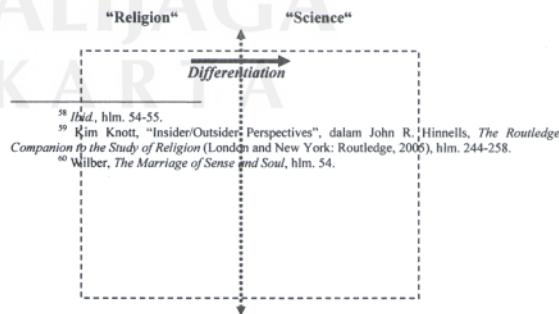 ALIJAGA
KARTA
“Religion“ “Science“
Differentiation
58 Ibid., hlm. 54-55.
59 Kim Knott, “Insider/Outsider Perspectives”, dalam John R. Hinnells, The Routledge
Companion to the Study of Religion (London and New York: Routledge, 2005), hlm. 244-258.
60 Wilber, The Marriage of Sense and Soul, hlm. 54.